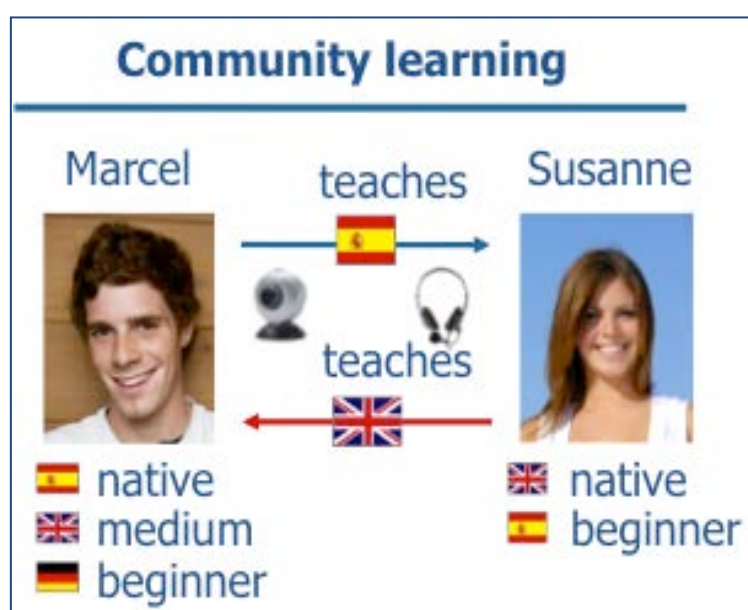 Community learning
Marcel
teaches
Susanne
teaches
native
medium
beginner
native
beginner